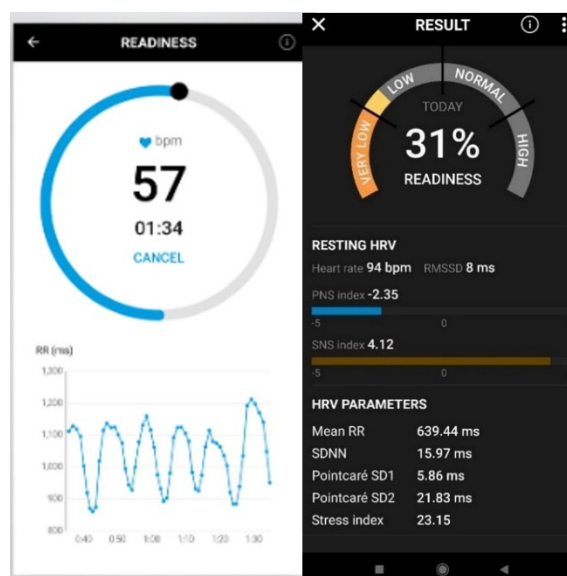 READINESS
bpm
57
01:34
CANCEL
RR (ms)
1,300
1,200
1,100
1,000
900
800
0:40 0:50 1:00 1:10 1:20 1:30
RESULT
VERY LOW LOW NORMAL HIGH
TODAY
31%
READINESS
RESTING HRV
Heart rate 94 bpm RMSSD 8 ms
PNS index -2.35
-5 0
SNS index 4.12
-5 0
HRV PARAMETERS
Mean RR 639.44 ms
SDNN 15.97 ms
Pointcaré SD1 5.86 ms
Pointcaré SD2 21.83 ms
Stress index 23.15